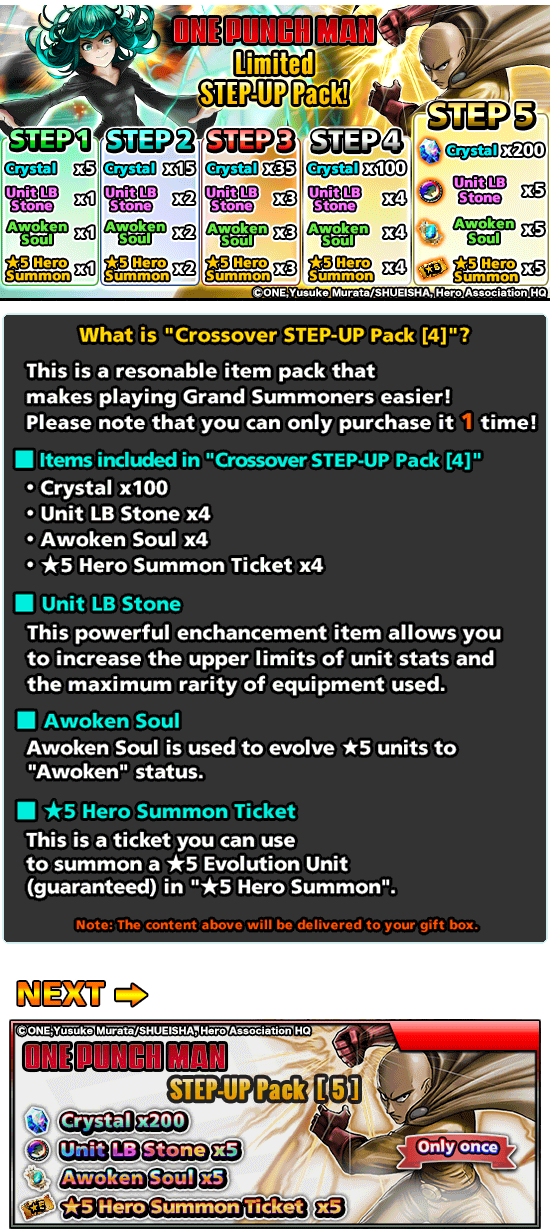 ONE PUNCH MAN
Limited
STEP-UP Pack!
STEP 1
Crystal x5
Unit LB Stone x1
Awoken Soul x1
★5 Hero Summon x1
STEP 2
Crystal x15
Unit LB Stone x2
Awoken Soul x2
★5 Hero Summon x2
STEP 3
Crystal x35
Unit LB Stone x3
Awoken Soul x3
★5 Hero Summon x3
STEP 4
Crystal x100
Unit LB Stone x4
Awoken Soul x4
★5 Hero Summon x4
STEP 5
Crystal x200
Unit LB Stone x5
Awoken Soul x5
★5 Hero Summon x5
©ONE,Yusuke Murata/SHUEISHA, Hero Association HQ
What is "Crossover STEP-UP Pack [4]"?
This is a resonable item pack that
makes playing Grand Summoners easier!
Please note that you can only purchase it 1 time!
■ Items included in "Crossover STEP-UP Pack [4]"
・Crystal x100
・Unit LB Stone x4
・Awoken Soul x4
・★5 Hero Summon Ticket x4
■ Unit LB Stone
This powerful enchancement item allows you
to increase the upper limits of unit stats and
the maximum rarity of equipment used.
■ Awoken Soul
Awoken Soul is used to evolve ★5 units to
"Awoken" status.
■ ★5 Hero Summon Ticket
This is a ticket you can use
to summon a ★5 Evolution Unit
(guaranteed) in "★5 Hero Summon".
Note: The content above will be delivered to your gift box.
NEXT ➡
©ONE,Yusuke Murata/SHUEISHA, Hero Association HQ
ONE PUNCH MAN
STEP-UP Pack [5]
Crystal x200
Unit LB Stone x5
Awoken Soul x5
★5 Hero Summon Ticket x5
Only once